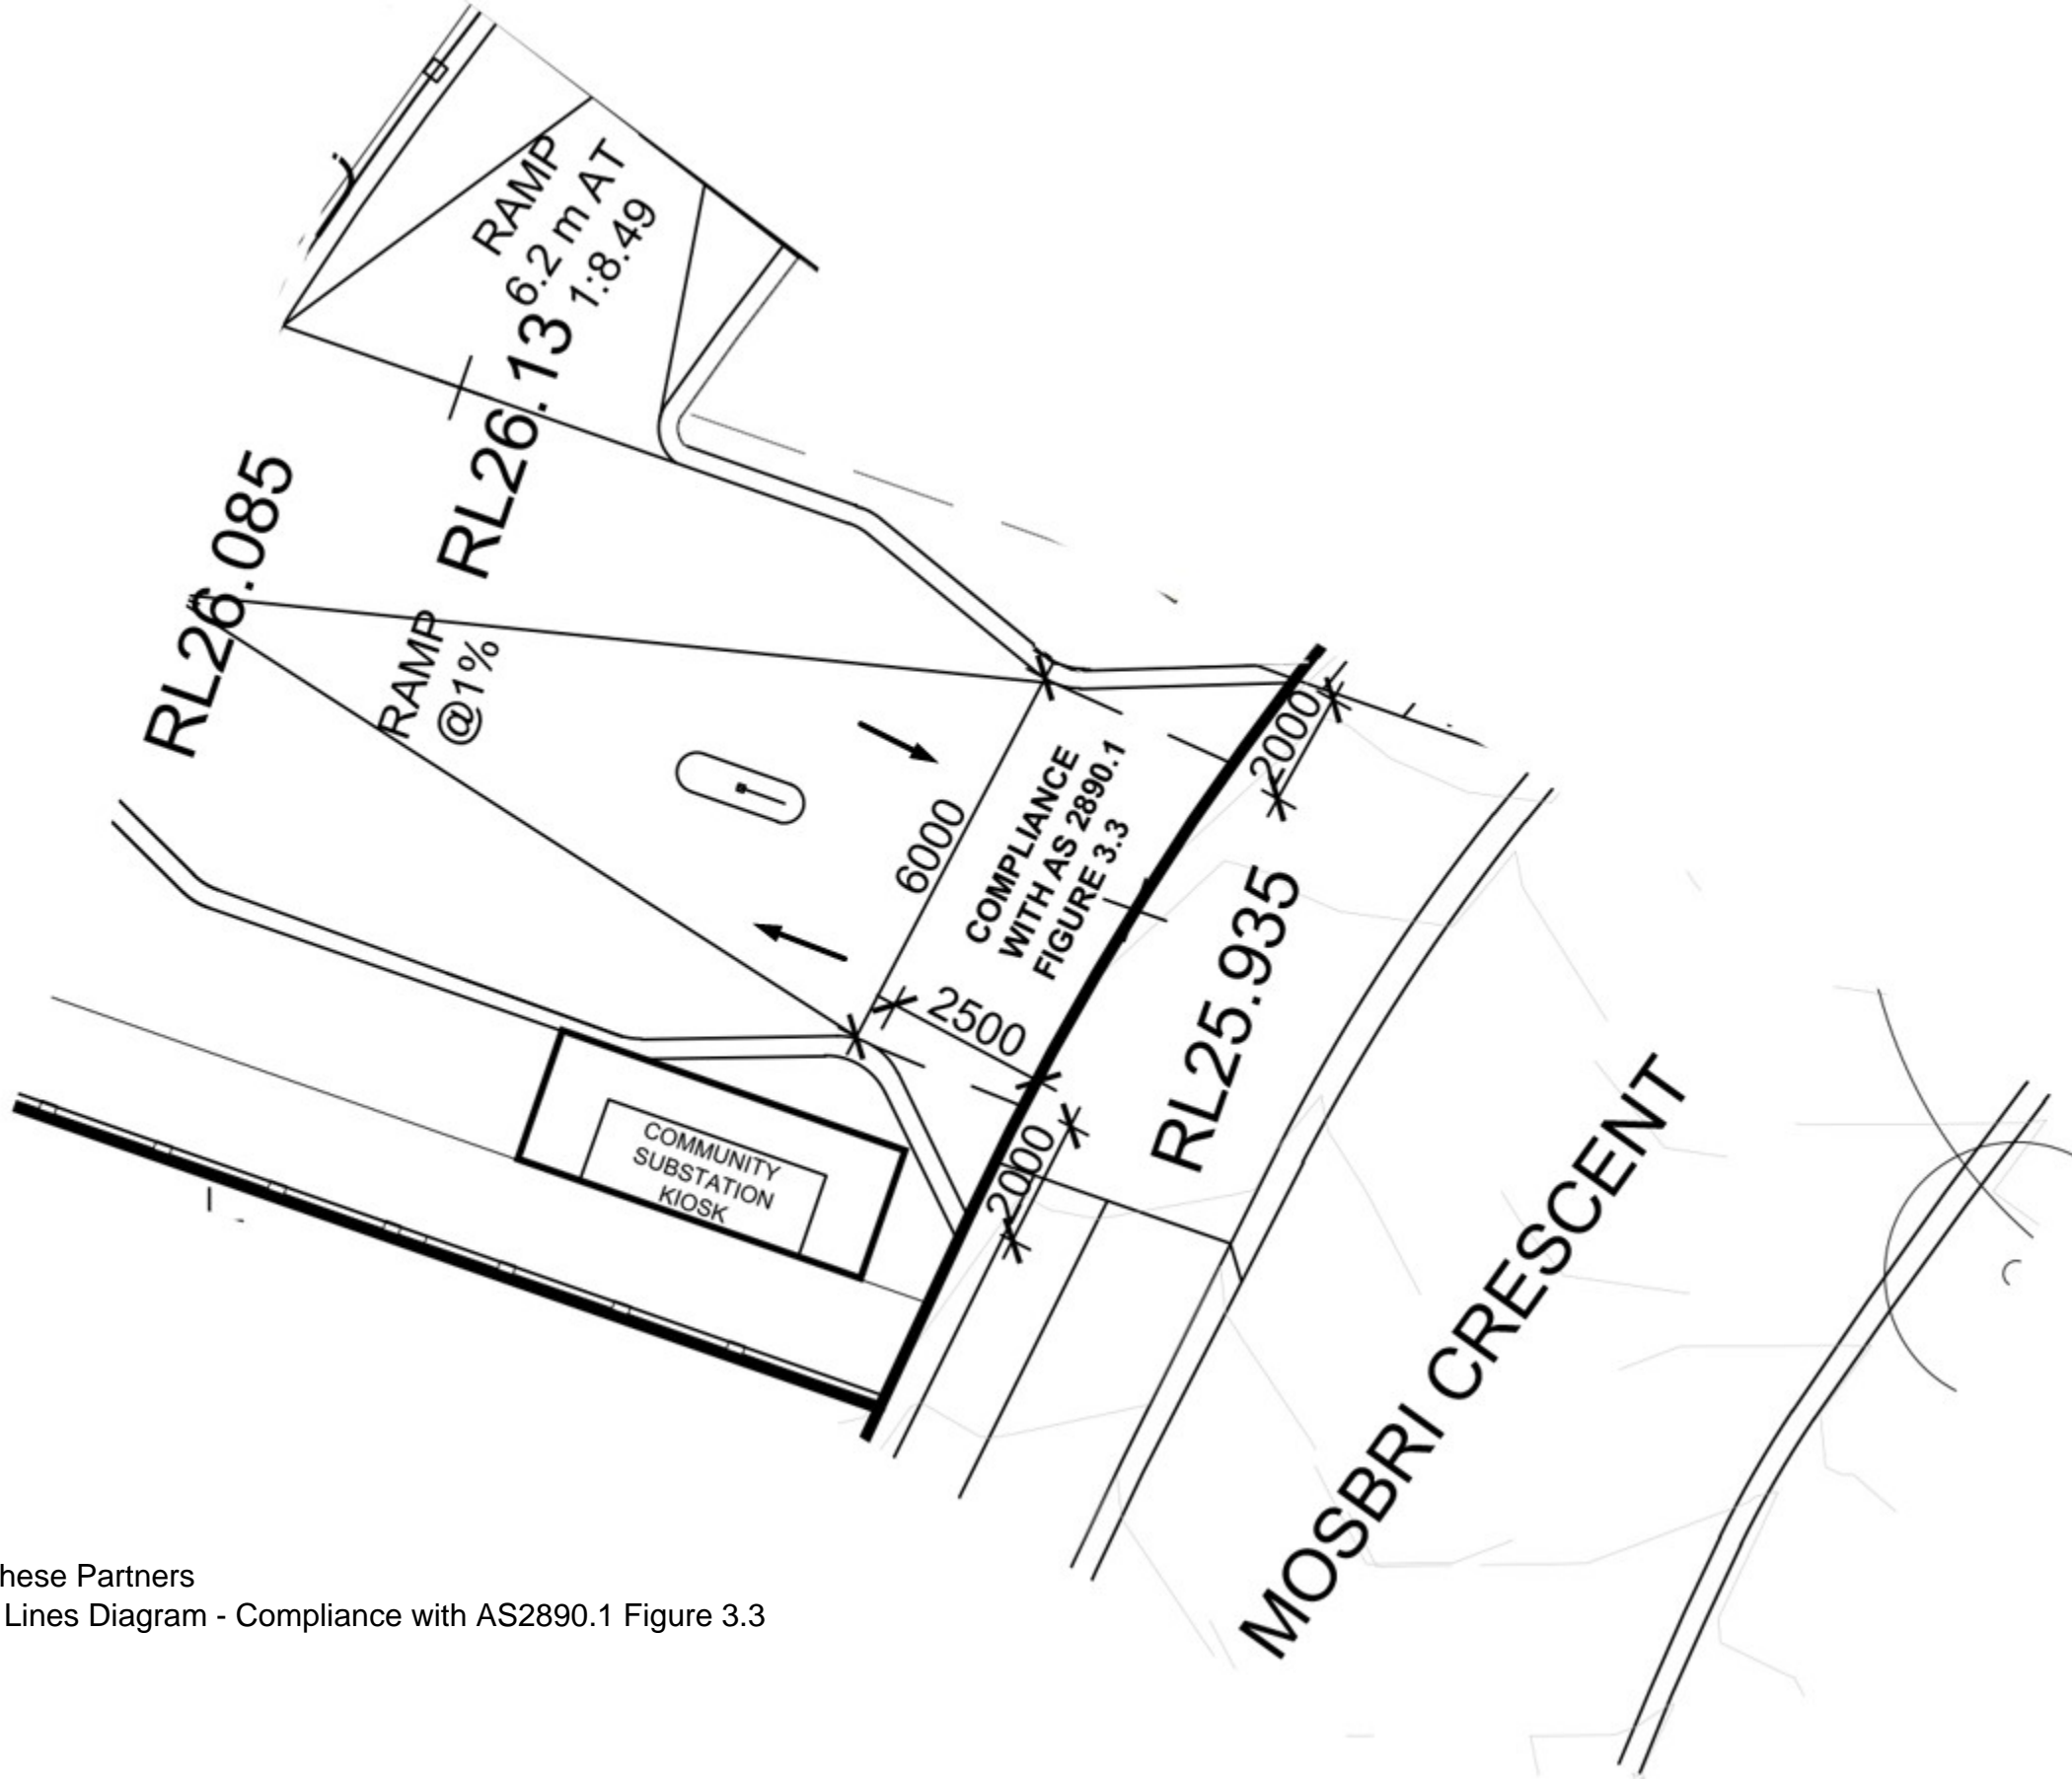 RAMP
6.2 m AT
1:8.49
RL26.13
RL26.085
RAMP
@1%
6000
COMPLIANCE
WITH AS 2890.1
FIGURE 3.3
2000
2500
RL25.935
2000
COMMUNITY
SUBSTATION
KIOSK
MOSBRI CRESCENT
hese Partners
Lines Diagram - Compliance with AS2890.1 Figure 3.3